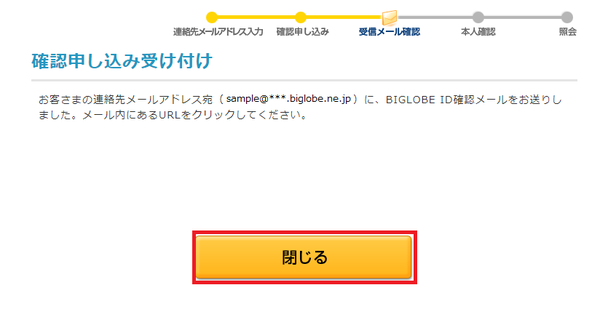 連絡先メールアドレス入力 確認申し込み 受信メール確認 本人確認 照会
確認申し込み受け付け
お客さまの連絡先メールアドレス宛（ sample@***.biglobe.ne.jp ）に、BIGLOBE ID確認メールをお送りし
ました。メール内にあるURLをクリックしてください。
閉じる